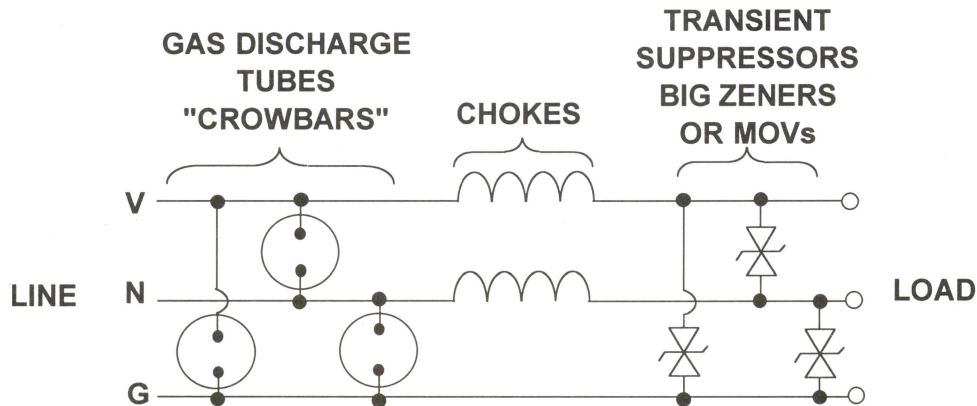 GAS DISCHARGE
TUBES
"CROWBARS"
CHOKES
TRANSIENT
SUPPRESSORS
BIG ZENERS
OR MOVs
V
LINE
N
LOAD
G